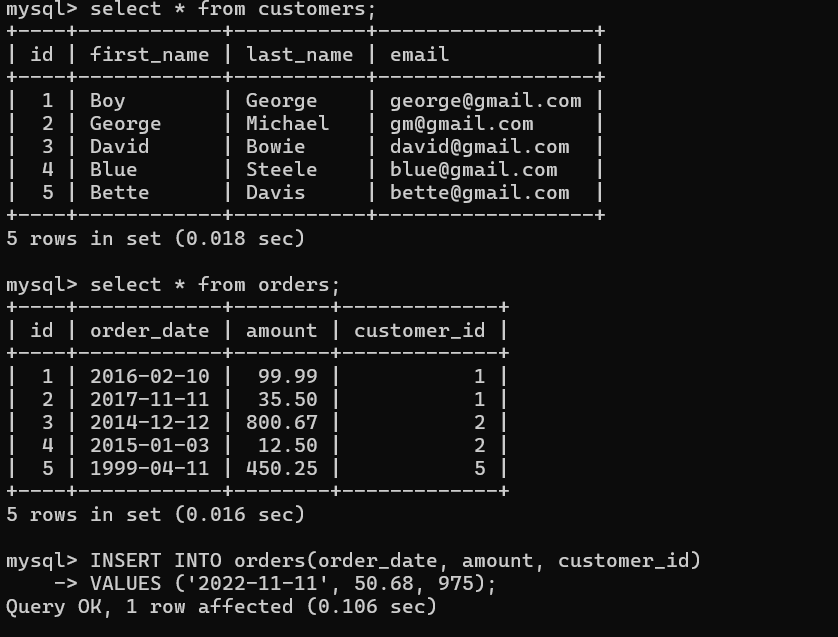 mysql> select * from customers;
+----+------------+-----------+------------------+
| id | first_name | last_name | email            |
+----+------------+-----------+------------------+
|  1 | Boy        | George    | george@gmail.com |
|  2 | George     | Michael   | gm@gmail.com     |
|  3 | David      | Bowie     | david@gmail.com  |
|  4 | Blue       | Steele    | blue@gmail.com   |
|  5 | Bette      | Davis     | bette@gmail.com  |
+----+------------+-----------+------------------+
5 rows in set (0.018 sec)

mysql> select * from orders;
+----+------------+--------+-------------+
| id | order_date | amount | customer_id |
+----+------------+--------+-------------+
|  1 | 2016-02-10 |  99.99 |           1 |
|  2 | 2017-11-11 |  35.50 |           1 |
|  3 | 2014-12-12 | 800.67 |           2 |
|  4 | 2015-01-03 |  12.50 |           2 |
|  5 | 1999-04-11 | 450.25 |           5 |
+----+------------+--------+-------------+
5 rows in set (0.016 sec)

mysql> INSERT INTO orders(order_date, amount, customer_id)
    -> VALUES ('2022-11-11', 50.68, 975);
Query OK, 1 row affected (0.106 sec)